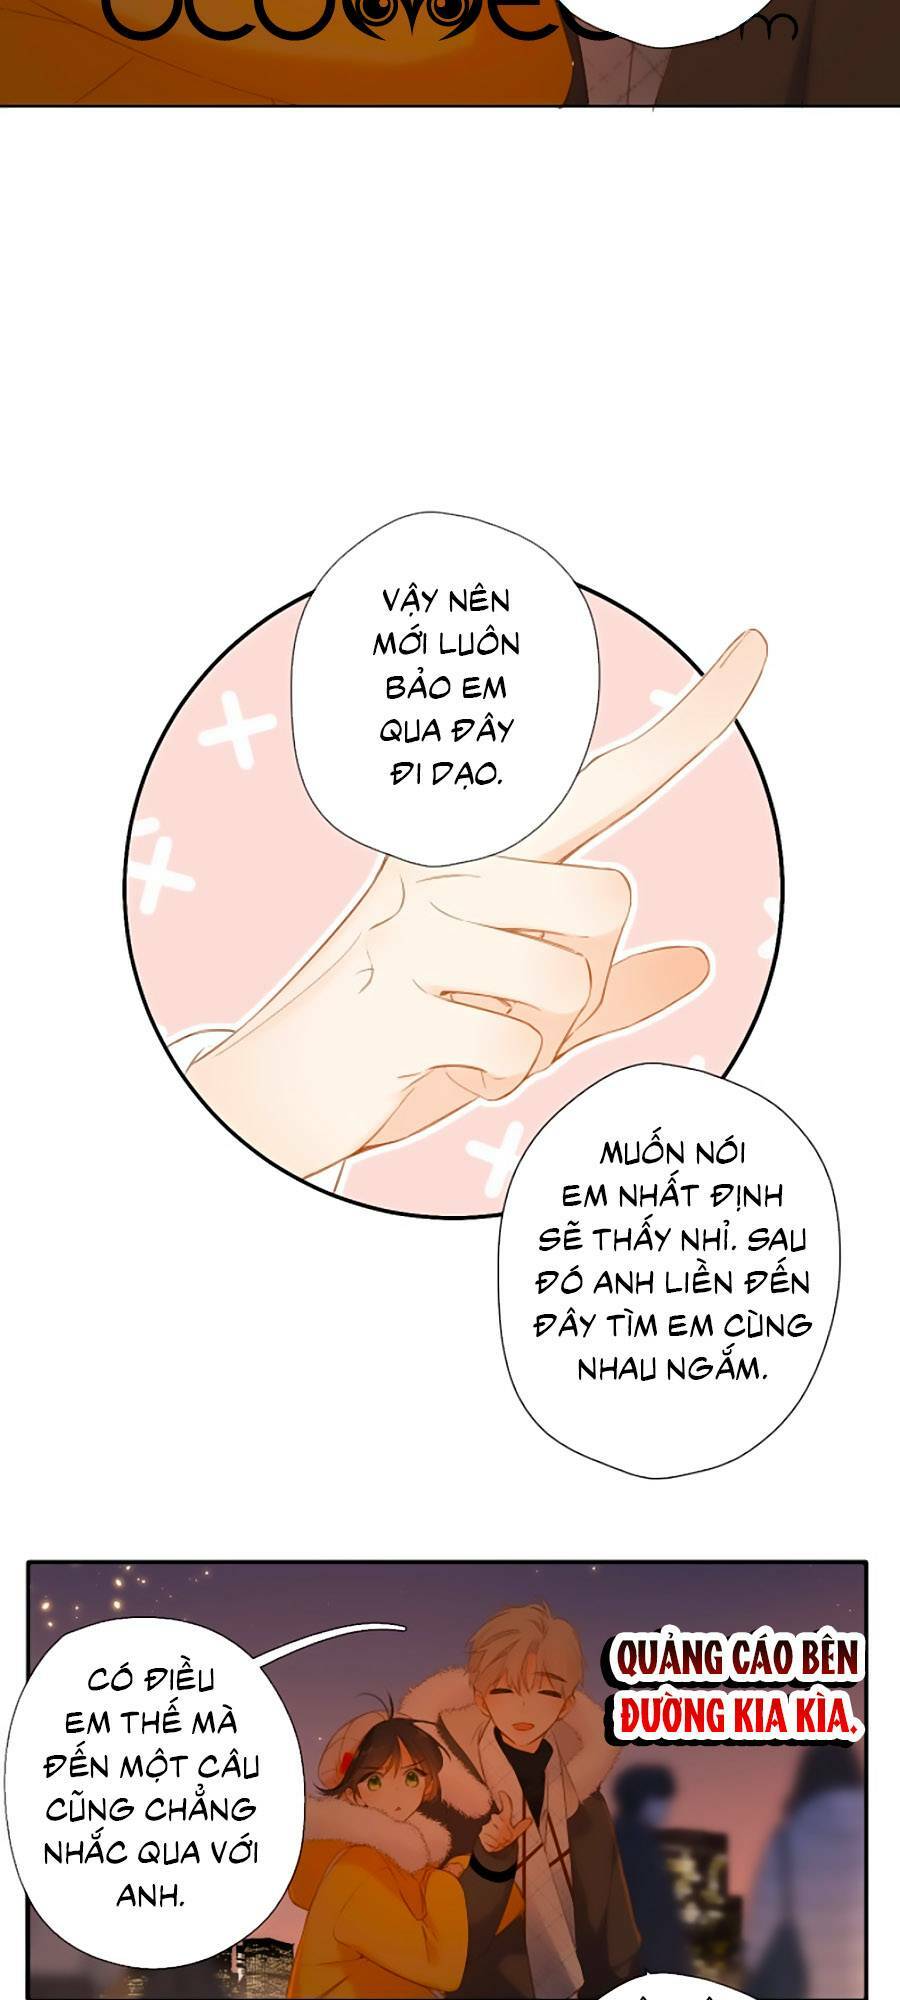 VẬY NÊN
MỚI LUÔN
BẢO EM
QUA ĐÂY
ĐI DẠO.
MUỐN NÓI
EM NHẤT ĐỊNH
SẼ THẤY NHỈ. SAU
ĐÓ ANH LIỀN ĐẾN
ĐÂY TÌM EM CÙNG
NHAU NGẮM.
QUẢNG CÁO BÊN
ĐƯỜNG KIA KÌA.
CÓ ĐIỀU
EM THẾ MÀ
ĐẾN MỘT CÂU
CŨNG CHẲNG
NHẮC QUA VỚI
ANH.